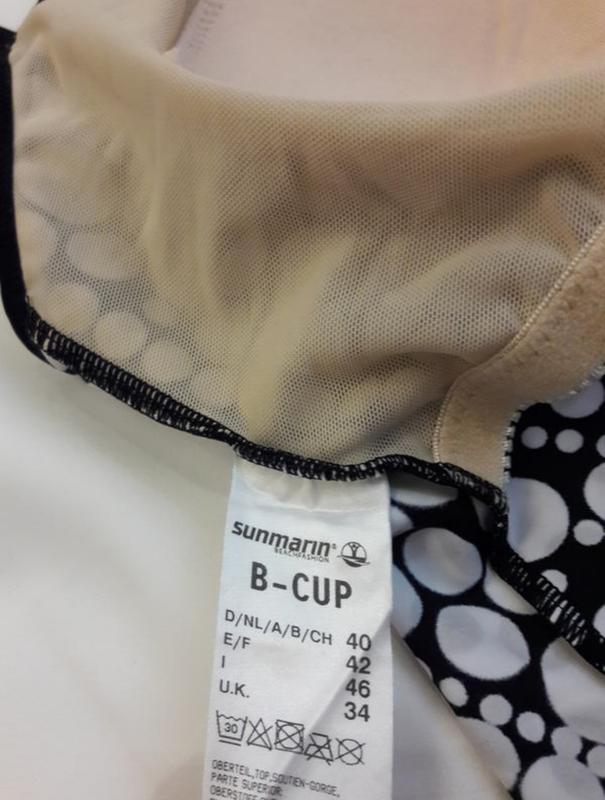 sunmarin®
BEACHFASHION
B-CUP
D/NL/A/B/CH 40
E/F 42
I 46
U.K. 34
30
OBERTEIL,TOP,SOUTIEN-GORGE,
PARTE SUPERIOR: